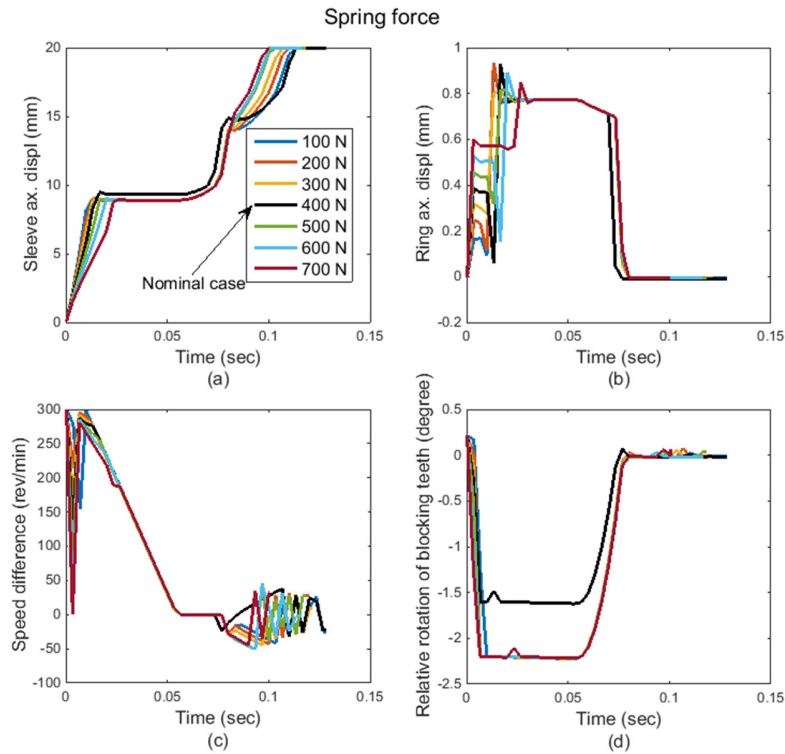 Spring force
Sleeve ax. displ (mm)
20
15
10
5
0
0
0.05
0.1
0.15
100 N
200 N
300 N
400 N
500 N
600 N
700 N
Nominal case
Time (sec)
(a)
Ring ax. displ (mm)
1
0.8
0.6
0.4
0.2
0
-0.2
0
0.05
0.1
0.15
Time (sec)
(b)
Speed difference (rev/min)
300
250
200
150
100
50
0
-50
-100
0
0.05
0.1
0.15
Time (sec)
(c)
Relative rotation of blocking teeth (degree)
0.5
0
-0.5
-1
-1.5
-2
-2.5
0
0.05
0.1
0.15
Time (sec)
(d)